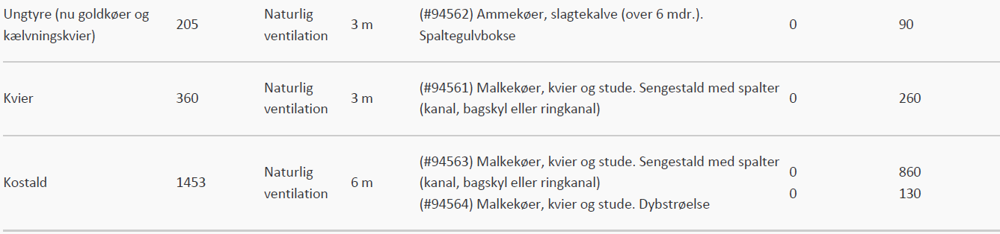 Ungtyre (nu goldkøer og kælvningskvier) 205 Naturlig ventilation 3 m (#94562) Ammekøer, slagtekalve (over 6 mdr.). Spaltegulvbokse 0 90
Kvier 360 Naturlig ventilation 3 m (#94561) Malkekøer, kvier og stude. Sengestald med spalter (kanal, bagskyl eller ringkanal) 0 260
Kostald 1453 Naturlig ventilation 6 m (#94563) Malkekøer, kvier og stude. Sengestald med spalter (kanal, bagskyl eller ringkanal) 0 860
(#94564) Malkekøer, kvier og stude. Dybstrøelse 0 130